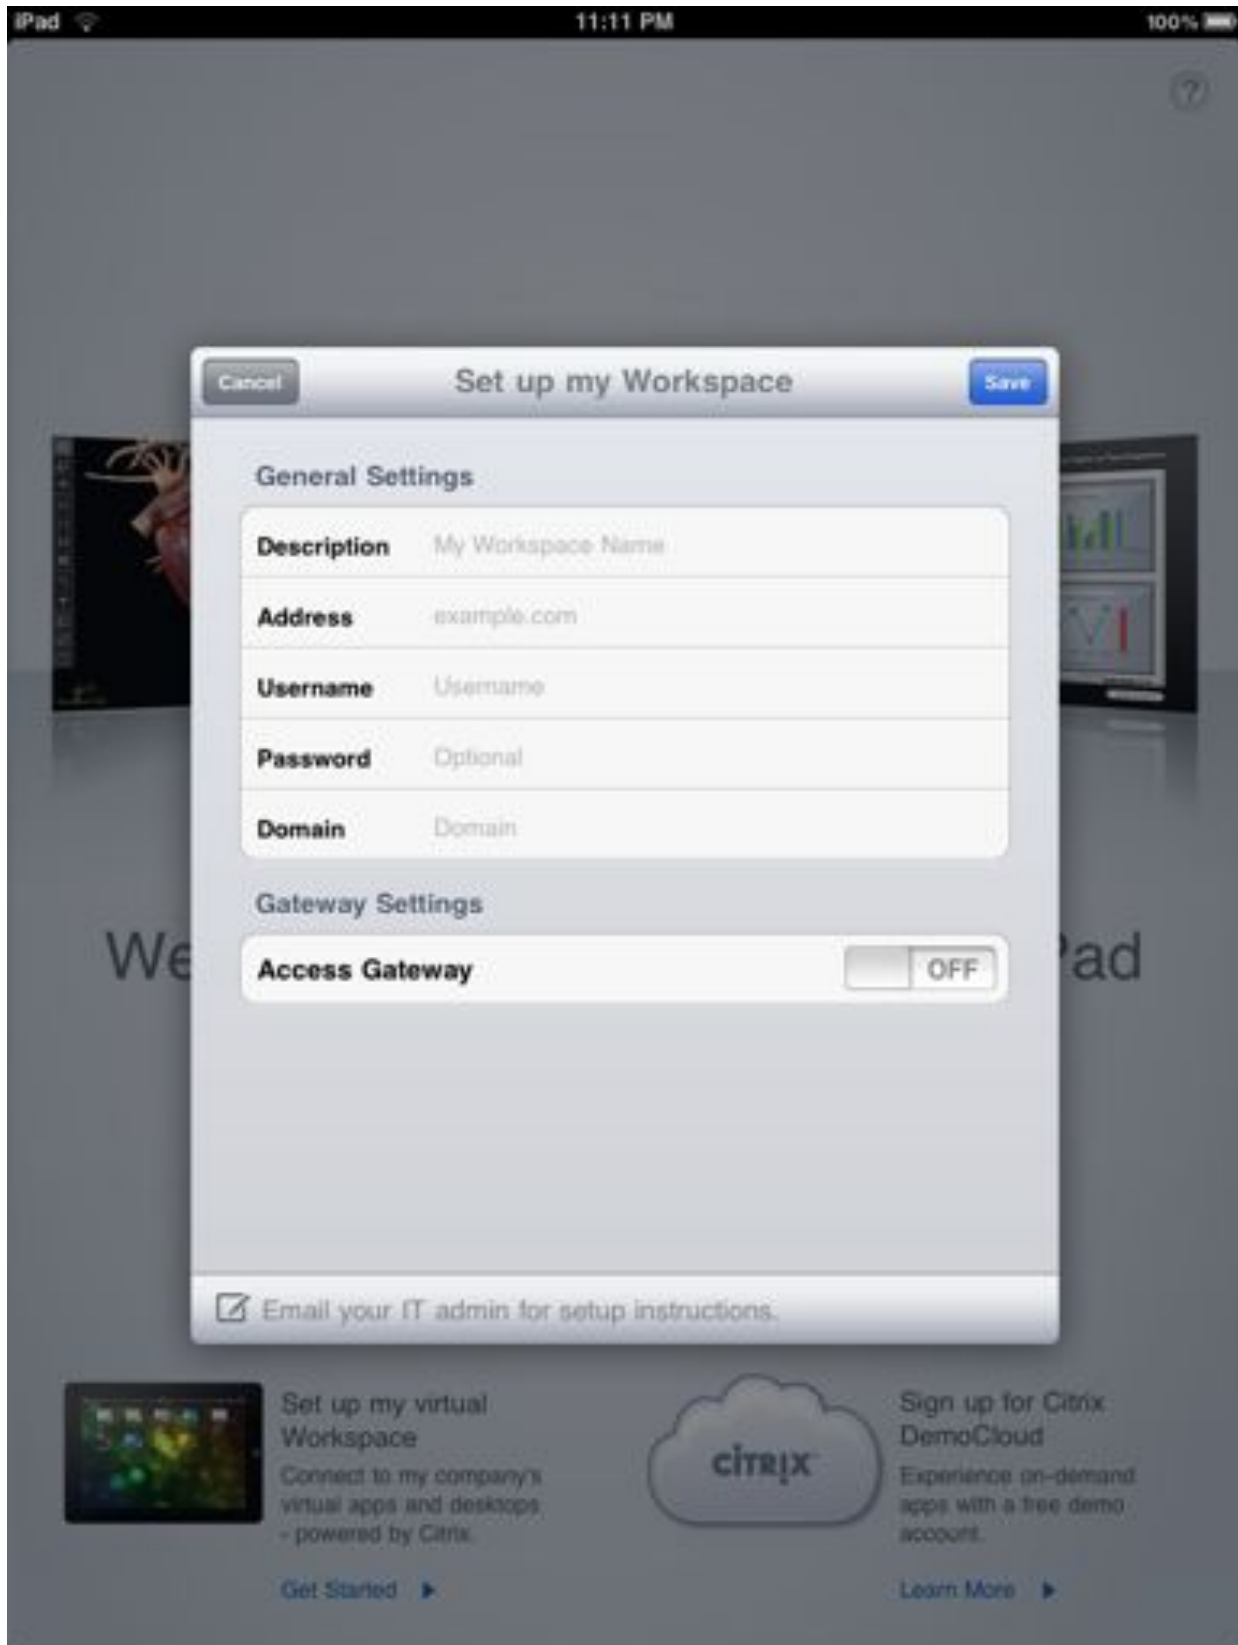 iPad 11:11 PM 100%
?
Cancel Set up my Workspace Save
General Settings
Description My Workspace Name
Address example.com
Username Username
Password Optional
Domain Domain
Gateway Settings
We Pad
Access Gateway OFF
Email your IT admin for setup instructions.
Set up my virtual
Workspace
Connect to my company's
virtual apps and desktops
- powered by Citrix.
Get Started
CITRIX
Sign up for Citrix
DemoCloud
Experience on-demand
apps with a free demo
account.
Learn More